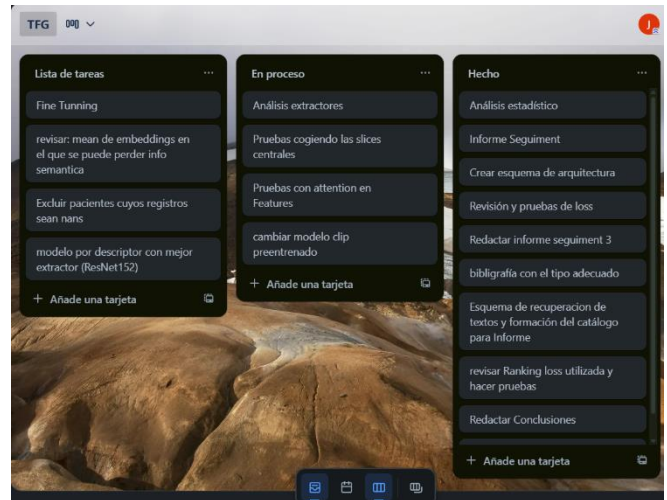 TFG
J
Lista de tareas
Fine Tunning
revisar: mean de embeddings en
el que se puede perder info
semantica
Excluir pacientes cuyos registros
sean nans
modelo por descriptor con mejor
extractor (ResNet152)
+ Añade una tarjeta
En proceso
Análisis extractores
Pruebas cogiendo las slices
centrales
Pruebas con attention en
Features
cambiar modelo clip
preentrenado
+ Añade una tarjeta
Hecho
Análisis estadístico
Informe Seguiment
Crear esquema de arquitectura
Revisión y pruebas de loss
Redactar informe seguiment 3
bibligrafía con el tipo adecuado
Esquema de recuperacion de
textos y formación del catálogo
para Informe
revisar Ranking loss utilizada y
hacer pruebas
Redactar Conclusiones
+ Añade una tarjeta